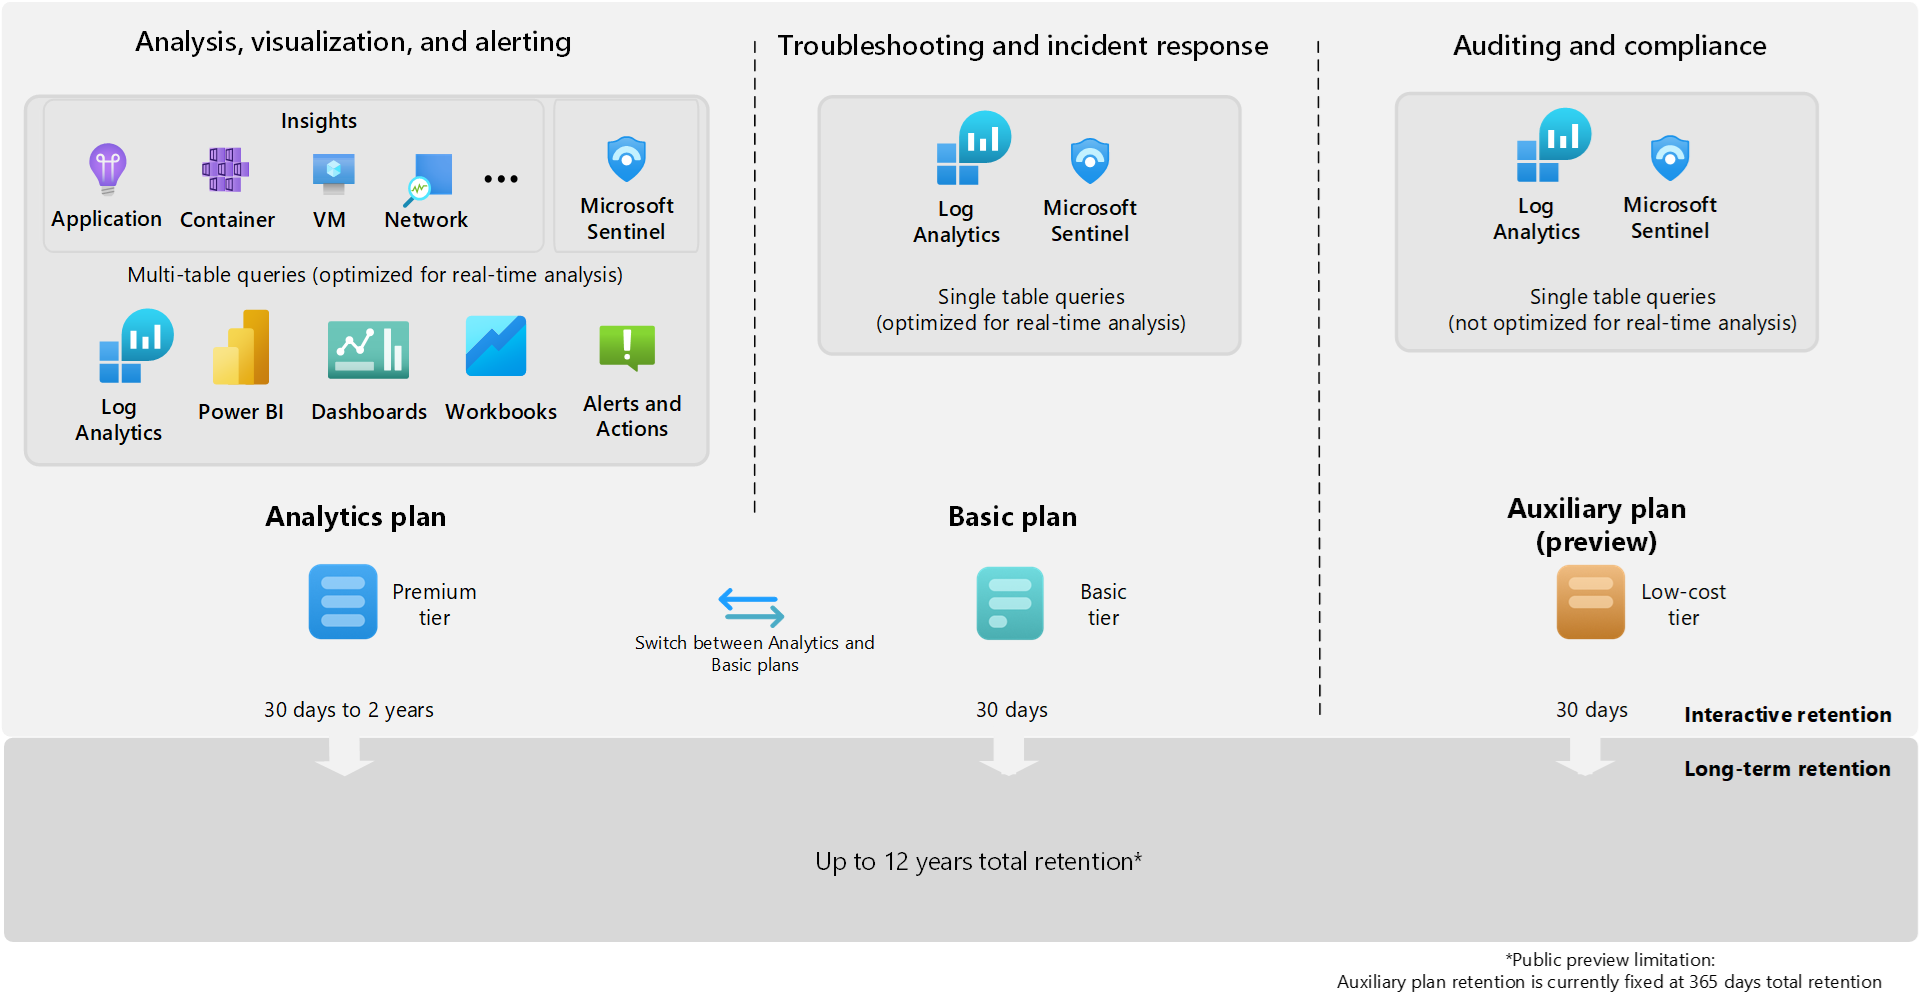 Analysis, visualization, and alerting
Insights
Application
Container
VM
Network
...
Microsoft
Sentinel
Multi-table queries (optimized for real-time analysis)
Log
Analytics
Power BI
Dashboards
Workbooks
Alerts and
Actions
Troubleshooting and incident response
Log
Analytics
Microsoft
Sentinel
Single table queries
(optimized for real-time analysis)
Auditing and compliance
Log
Analytics
Microsoft
Sentinel
Single table queries
(not optimized for real-time analysis)
Analytics plan
Premium
tier
Switch between Analytics and
Basic plans
Basic plan
Basic
tier
Auxiliary plan
(preview)
Low-cost
tier
30 days to 2 years
30 days
30 days
Interactive retention
Long-term retention
Up to 12 years total retention*
*Public preview limitation:
Auxiliary plan retention is currently fixed at 365 days total retention